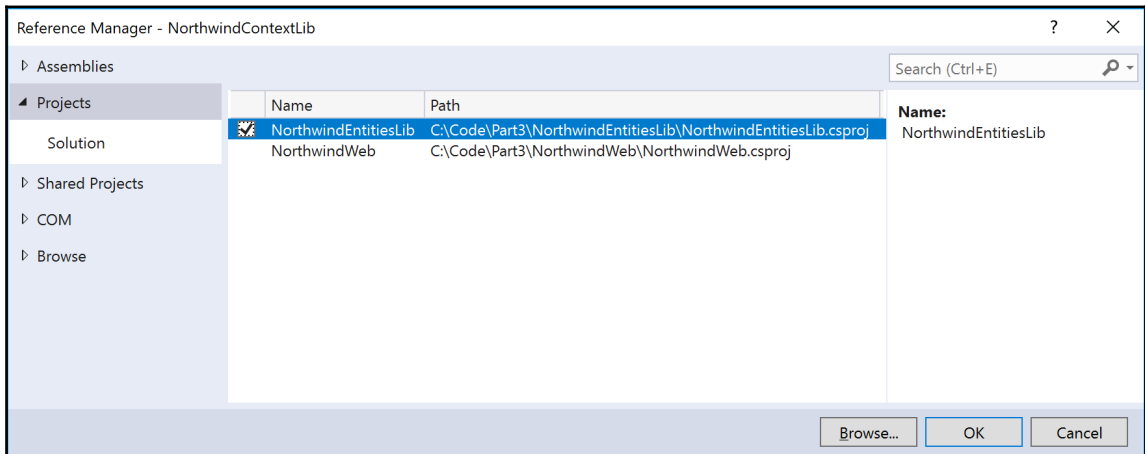 Reference Manager - NorthwindContextLib ? ×
Assemblies
Search (Ctrl+E)
Projects
Name Path
Name:
NorthwindEntitiesLib C:\Code\Part3\NorthwindEntitiesLib\NorthwindEntitiesLib.csproj
NorthwindEntitiesLib
Solution
NorthwindWeb C:\Code\Part3\NorthwindWeb\NorthwindWeb.csproj
Shared Projects
COM
Browse
Browse... OK Cancel